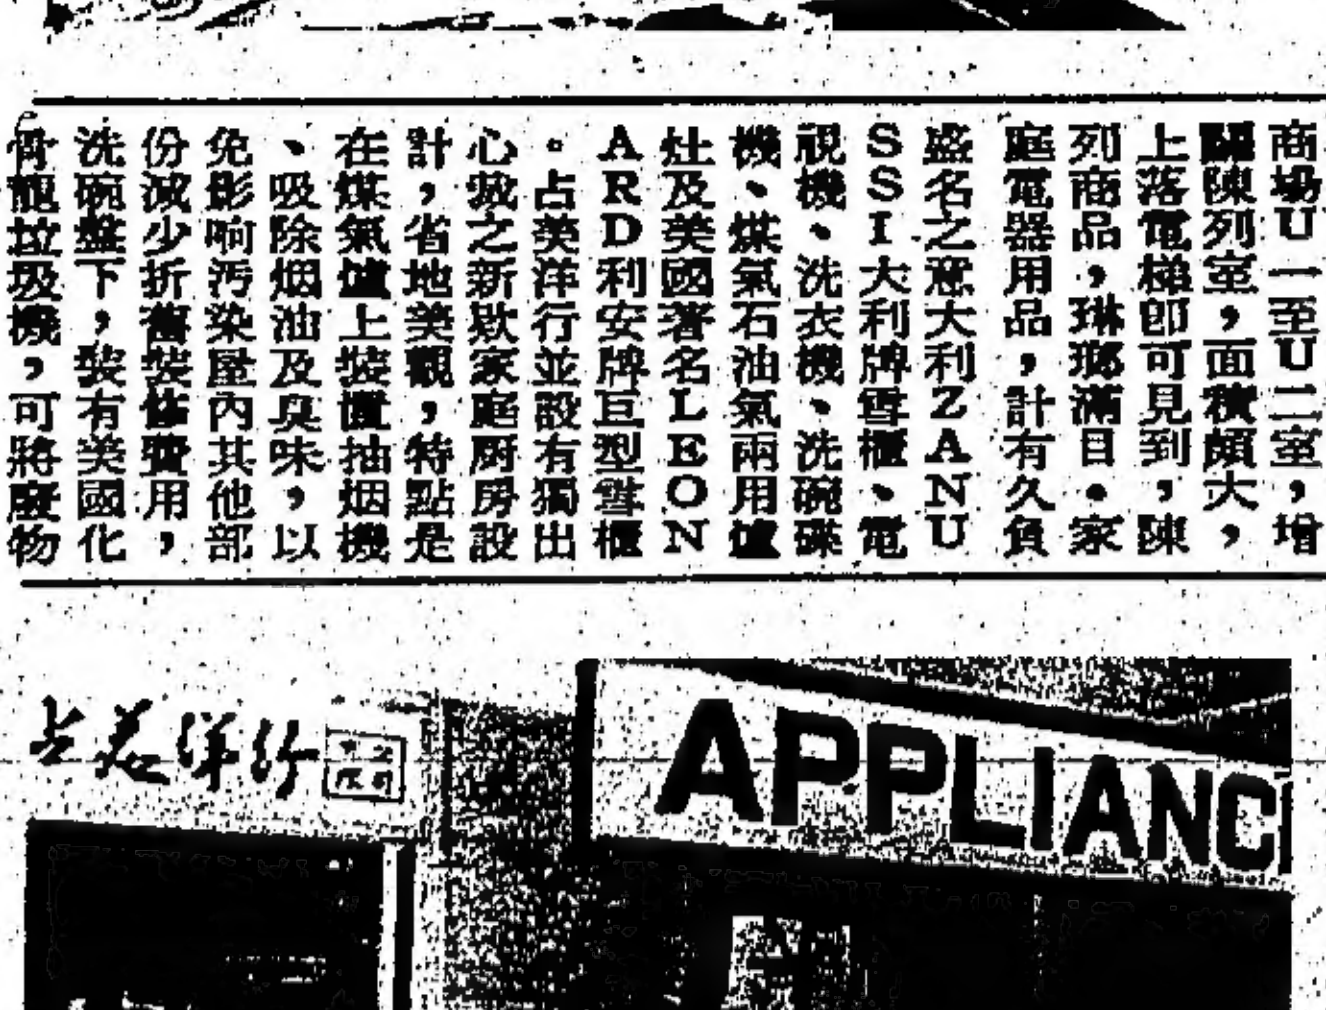 商場U一至U二室，增
闢陳列室，面積頗大，
上落電梯即可見到，陳
列商品，琳瑯滿目。家
庭電器用品，計有久負
盛名之意大利ZANU
SSI大利牌雪櫃、電
視機、洗衣機、洗碗碟
機、煤氣石油氣兩用爐
灶及美國著名LEON
ARD利安牌巨型雪櫃
。占美洋行並設有獨出
心裁之新欵家庭厨房設
計，省地美觀，特點是
在煤氣爐上裝置抽烟機
、吸除烟油及臭味，以
免影响污染屋內其他部
份減少折舊裝修費用，
洗碗盤下，裝有美國化
骨龍垃圾機，可將廢物
占美洋行
APPLIANC